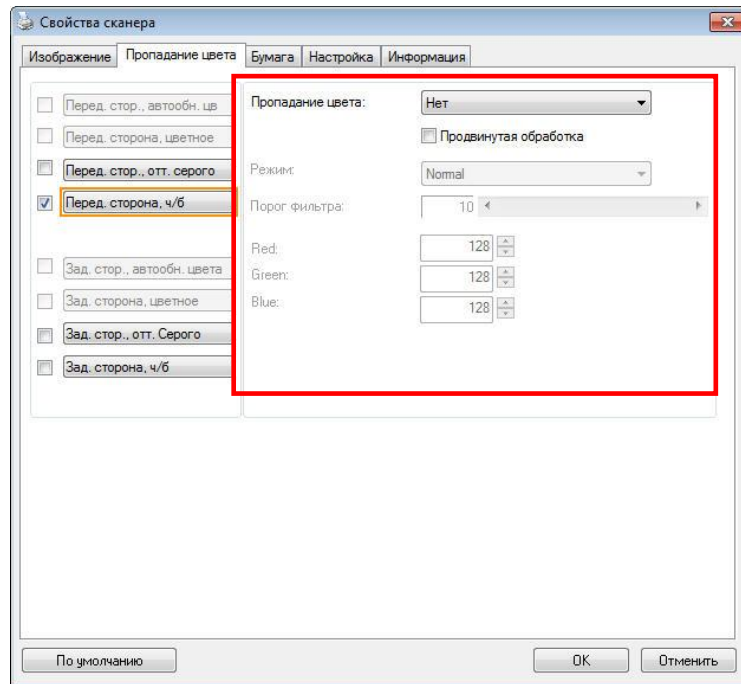 Свойства сканера
Изображение Пропадание цвета Бумага Настройка Информация
Перед. стор., автообн. цв
Перед. сторона, цветное
Перед. стор., отт. серого
Перед. сторона, ч/б
Зад. стор., автообн. цвета
Зад. сторона, цветное
Зад. стор., отт. Серого
Зад. сторона, ч/б
Пропадание цвета: Нет
Продвинутая обработка
Режим: Normal
Порог фильтра: 10
Red: 128
Green: 128
Blue: 128
По умолчанию OK Отменить